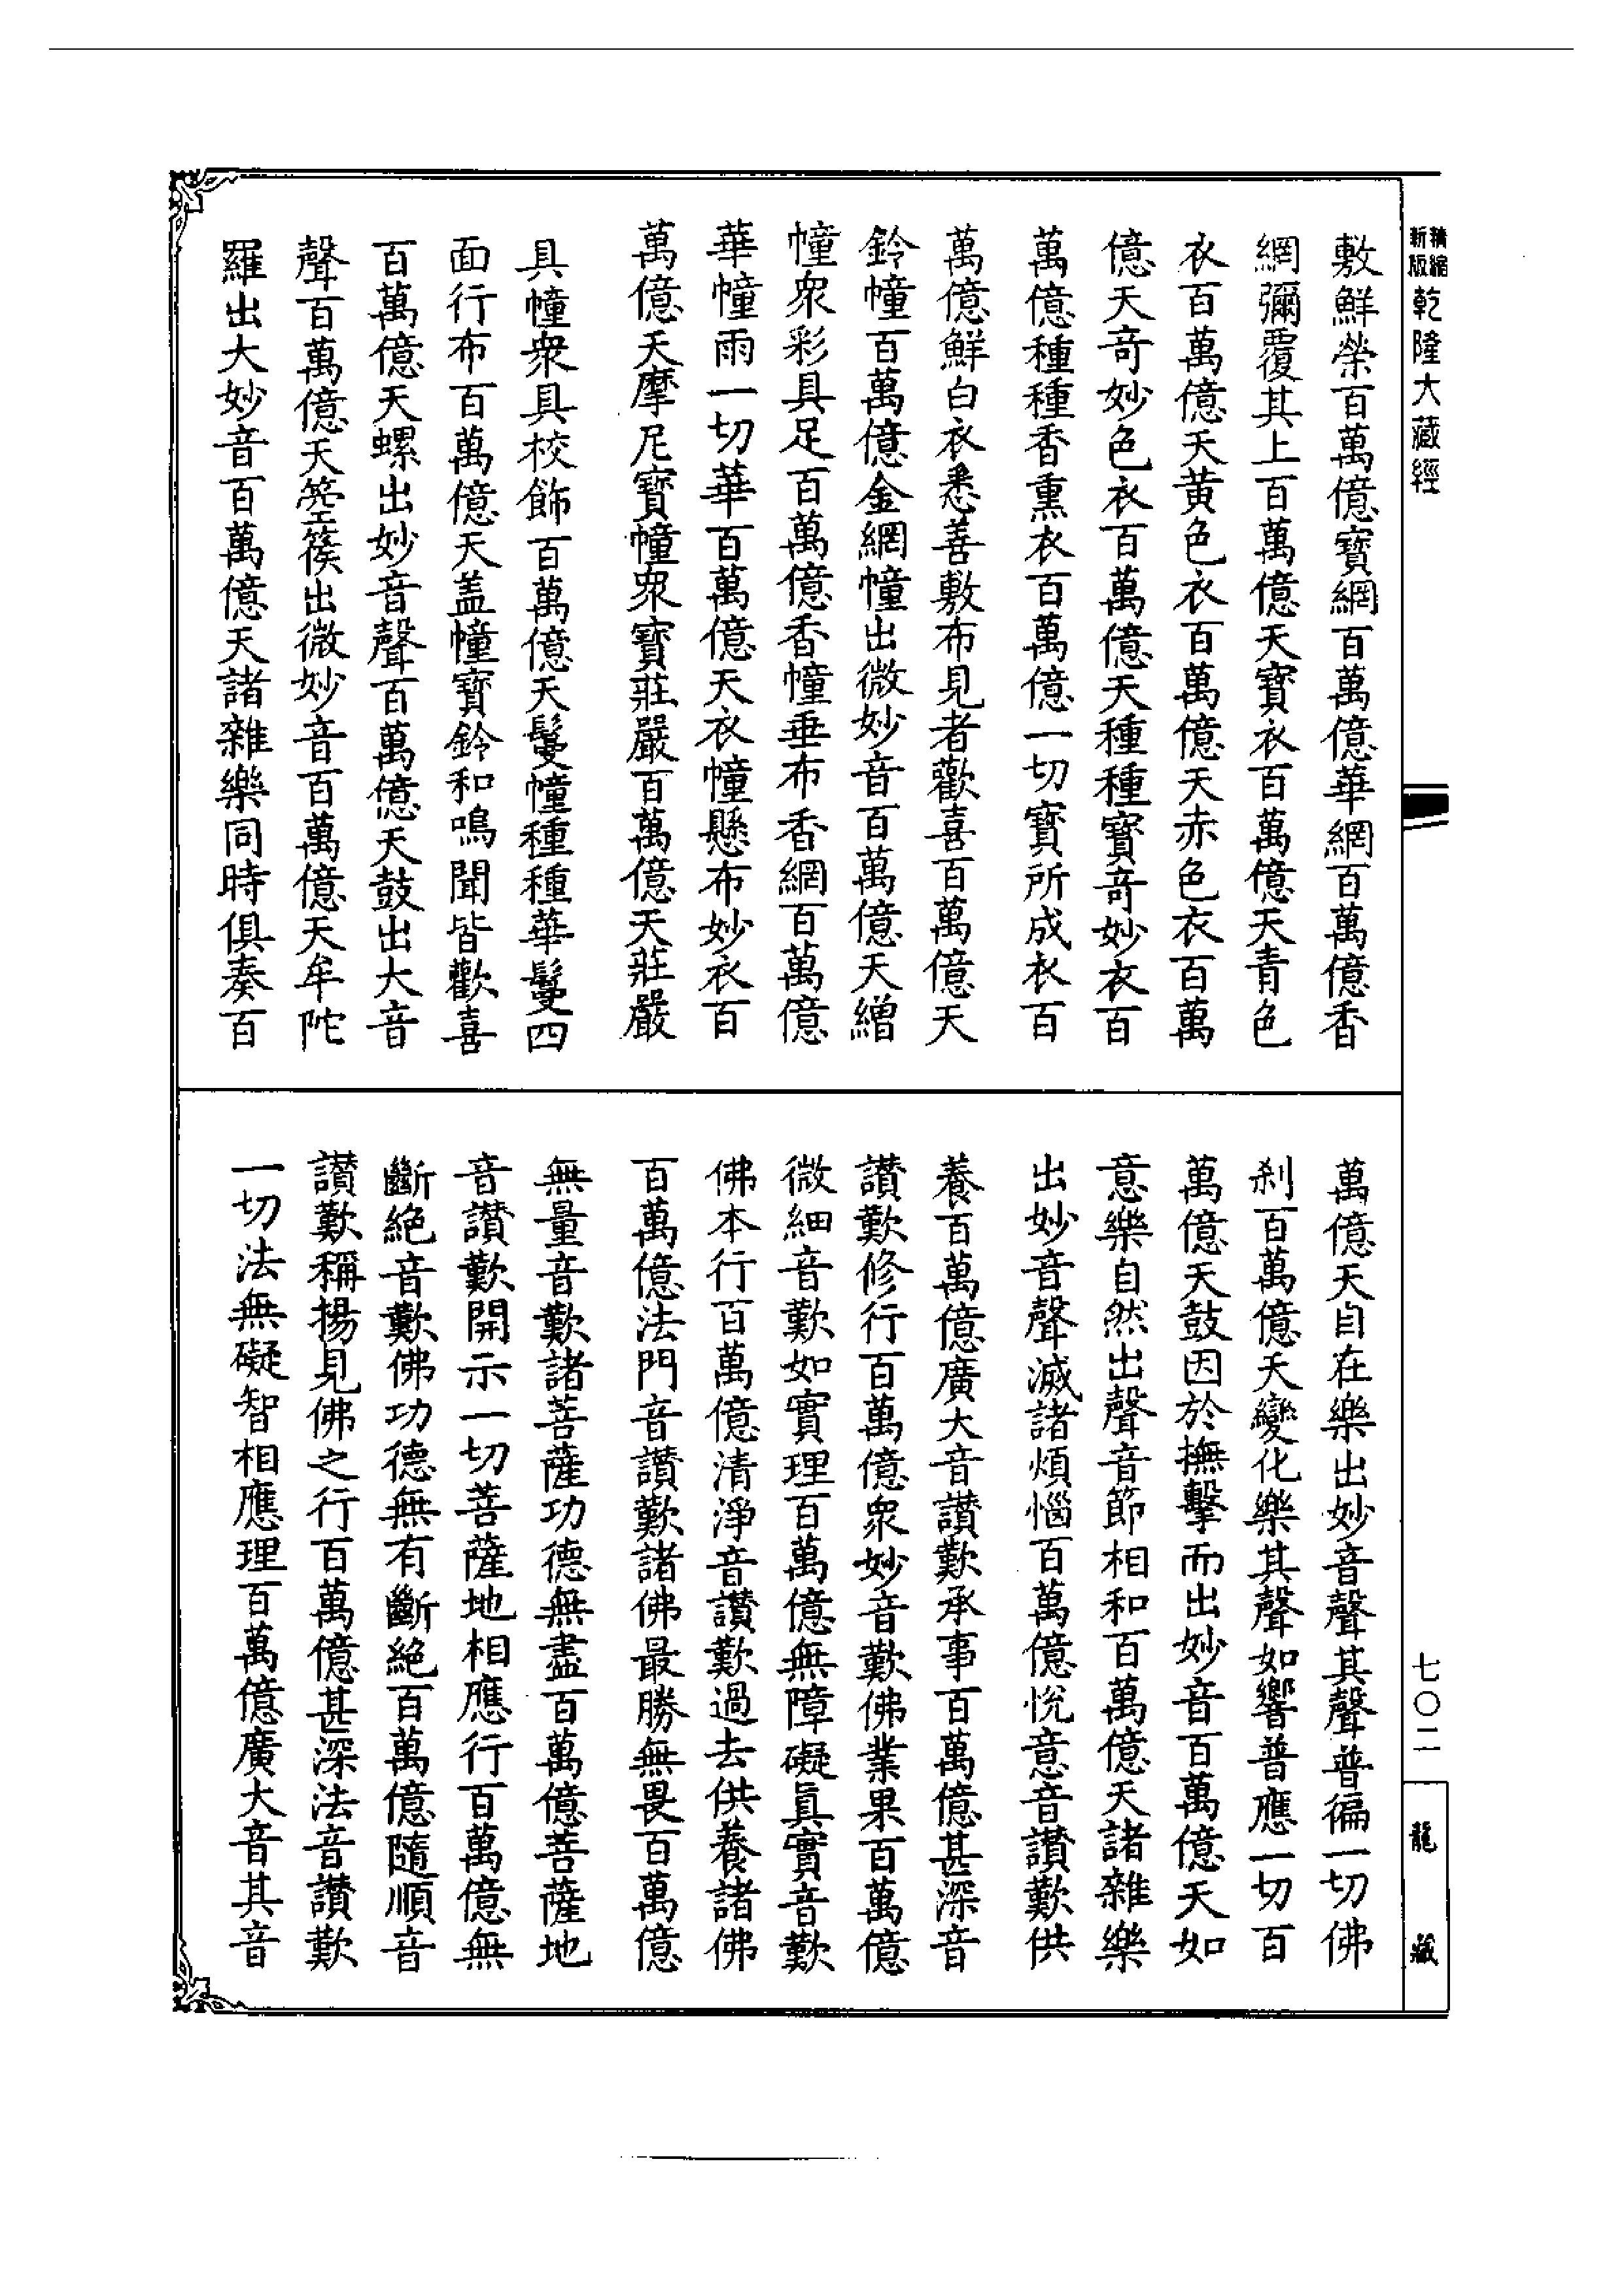 精縮
新版
乾隆大藏經
敷鮮榮百萬億寶網百萬億華網百萬億香
網彌覆其上百萬億天寶衣百萬億天青色
衣百萬億天黃色衣百萬億天赤色衣百萬
億天奇妙色衣百萬億天種種寶奇妙衣百
萬億種種香熏衣百萬億一切寶所成衣百
萬億鮮白衣悉善敷布見者歡喜百萬億天
鈴幢百萬億金網幢出微妙音百萬億天繒
幢眾彩具足百萬億香幢垂布香網百萬億
華幢雨一切華百萬億天衣幢懸布妙衣百
萬億天摩尼寶幢眾寶莊嚴百萬億天莊嚴
具幢眾具校飾百萬億天鬘幢種種華鬘四
面行布百萬億天盖幢寶鈴和鳴聞皆歡喜
百萬億天螺出妙音聲百萬億天鼓出大音
聲百萬億天箜篌出微妙音百萬億天牟陀
羅出大妙音百萬億天諸雜樂同時俱奏百
萬億天自在樂出妙音聲其聲普徧一切佛
刹百萬億天變化樂其聲如響普應一切百
萬億天鼓因於撫擊而出妙音百萬億天如
意樂自然出聲音節相和百萬億天諸雜樂
出妙音聲滅諸煩惱百萬億悅意音讚歎供
養百萬億廣大音讚歎承事百萬億甚深音
讚歎修行百萬億眾妙音歎佛業果百萬億
微細音歎如實理百萬億無障礙真實音歎
佛本行百萬億清淨音讚歎過去供養諸佛
百萬億法門音讚歎諸佛最勝無畏百萬億
無量音歎諸菩薩功德無盡百萬億菩薩地
音讚歎開示一切菩薩地相應行百萬億無
斷絕音歎佛功德無有斷絕百萬億隨順音
讚歎稱揚見佛之行百萬億甚深法音讚歎
一切法無礙智相應理百萬億廣大音其音
七〇二
龍藏